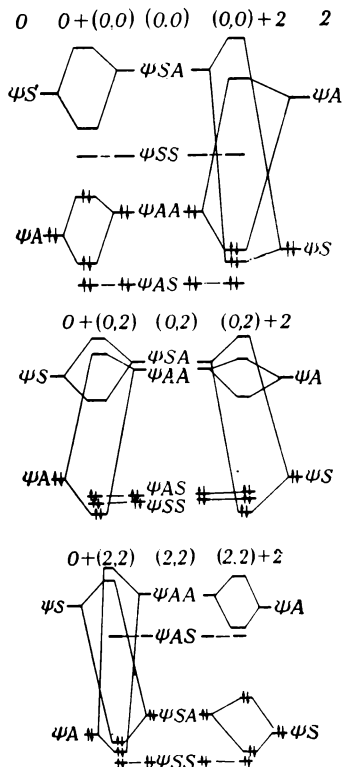 0 0+(0,0) (0.0) (0,0)+2 2
ψSA
ψS' ψA
ψSS
ψAA
ψA ψS
ψAS
0+(0,2) (0,2) (0,2)+2
ψSA
ψS ψAA ψA
ψA ψS
ψAS
ψSS
0+(2,2) (2,2) (2.2)+2
ψS ψAA ψA
ψAS
ψSA
ψA ψS
ψSS